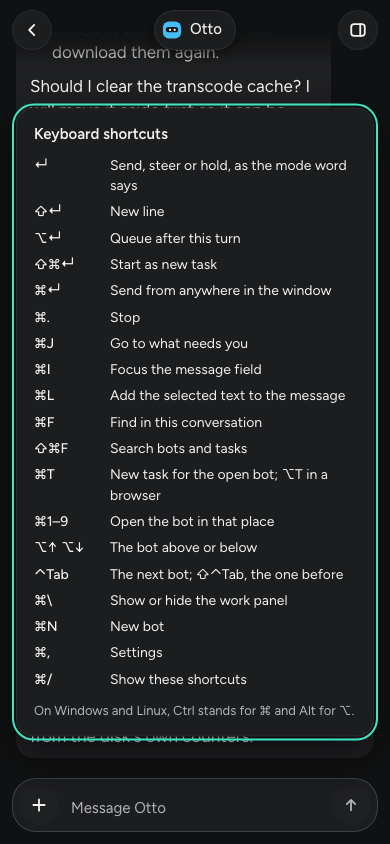 Otto
download them again.
Should I clear the transcode cache? I
Keyboard shortcuts
↵ Send, steer or hold, as the mode word
says
⇧↵ New line
⌥↵ Queue after this turn
⇧⌘↵ Start as new task
⌘↵ Send from anywhere in the window
⌘. Stop
⌘J Go to what needs you
⌘I Focus the message field
⌘L Add the selected text to the message
⌘F Find in this conversation
⇧⌘F Search bots and tasks
⌘T New task for the open bot; ⌥T in a
browser
⌘1–9 Open the bot in that place
⌥↑ ⌥↓ The bot above or below
^Tab The next bot; ⇧^Tab, the one before
⌘\ Show or hide the work panel
⌘N New bot
⌘, Settings
⌘/ Show these shortcuts
On Windows and Linux, Ctrl stands for ⌘ and Alt for ⌥.
from the disk's own counters.
Message Otto